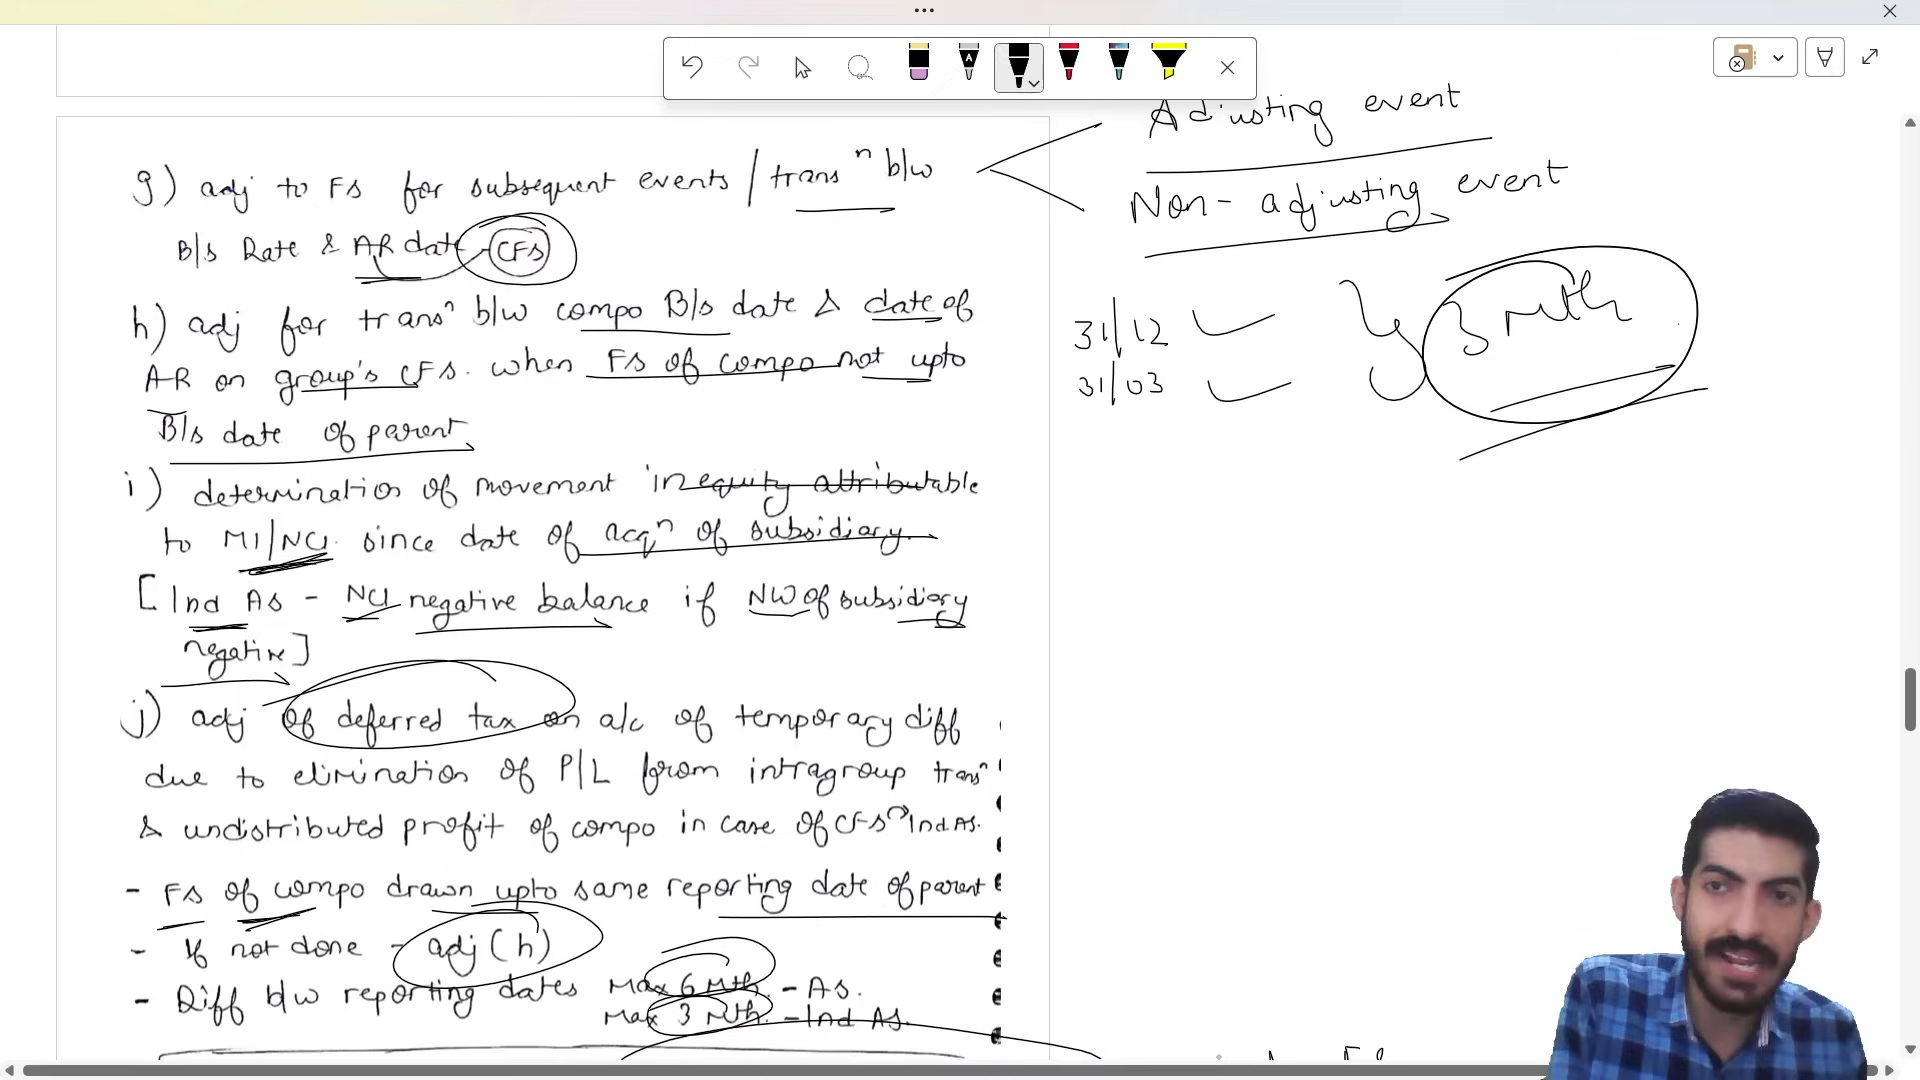 g) adj to FS for subsequent events / transⁿ b/w
B/s Rate & AR date - CFS
h) adj for transⁿ b/w compo B/s date & date of
AR on group's CFS. when FS of compo not upto
B/s date of parent
i) determination of movement in equity attributable
to MI/NCI. since date of acqⁿ of subsidiary.
[Ind AS - NCI negative balance if NW of subsidiary
negative]
j) adj of deferred tax on a/c of temporary diff
due to elimination of P/L from intragroup transⁿ
& undistributed profit of compo in case of CFS Ind AS.
- FS of compo drawn upto same reporting date of parent
- If not done - adj (h)
- Diff b/w reporting dates Max 6 Mth. - AS.
Max 3 Mth. - Ind AS.
Adjusting event
Non-adjusting event
31/12
31/03
3 Mth